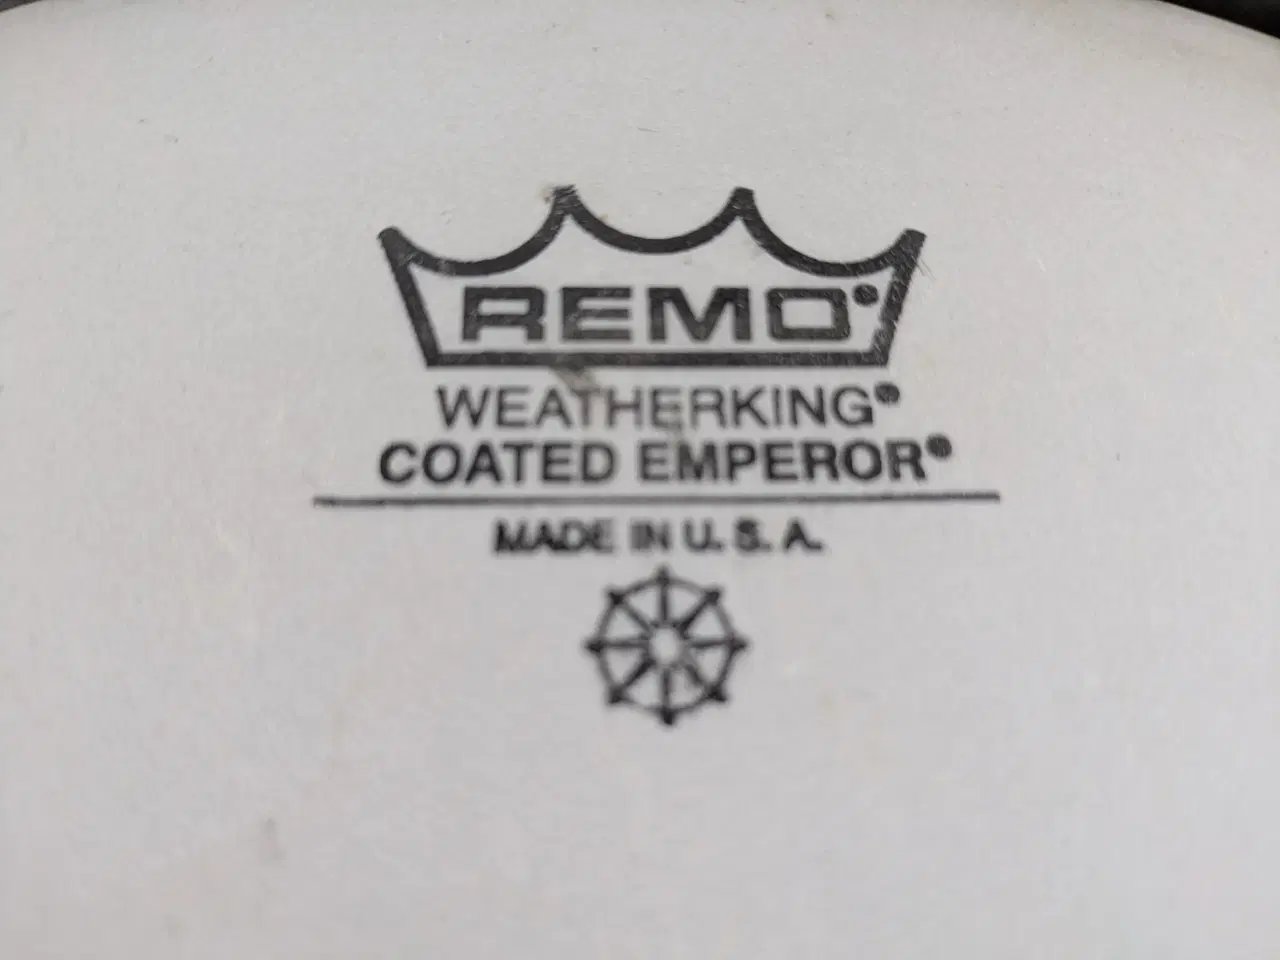 REMO®
WEATHERKING®
COATED EMPEROR®
MADE IN U. S. A.